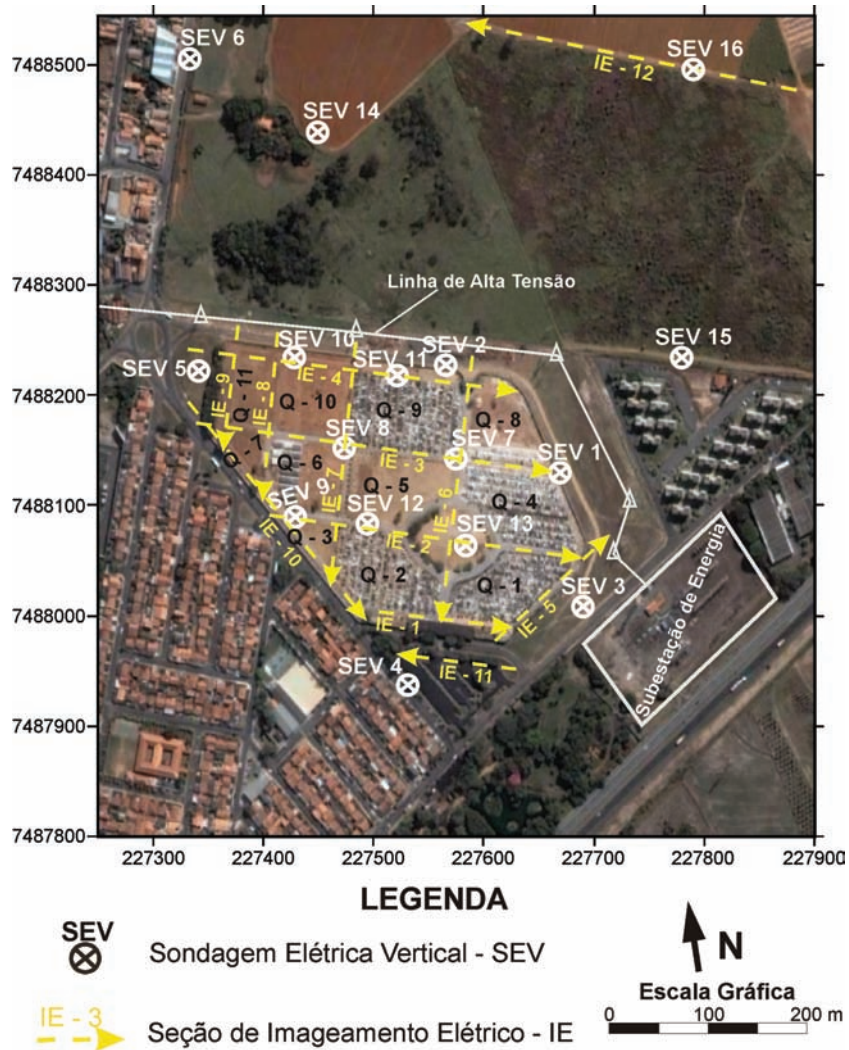 7488500
7488400
7488300
7488200
7488100
7488000
7487900
7487800
SEV 6
SEV 16
IE - 12
SEV 14
Linha de Alta Tensão
SEV 15
SEV 10
SEV 11
SEV 2
SEV 5
IE - 9
Q - 11
IE - 8
Q - 10
IE - 4
Q - 9
Q - 8
Q - 7
SEV 8
SEV 7
SEV 1
Q - 6
IE - 7
IE - 3
Q - 5
IE - 6
Q - 4
SEV 9
SEV 12
SEV 13
IE - 10
Q - 3
IE - 2
Q - 2
Q - 1
SEV 3
IE - 1
IE - 5
SEV 4
IE - 11
Subestação de Energia
227300
227400
227500
227600
227700
227800
227900
LEGENDA
SEV
Sondagem Elétrica Vertical - SEV
N
Escala Gráfica
0
100
200 m
IE - 3
Seção de Imageamento Elétrico - IE